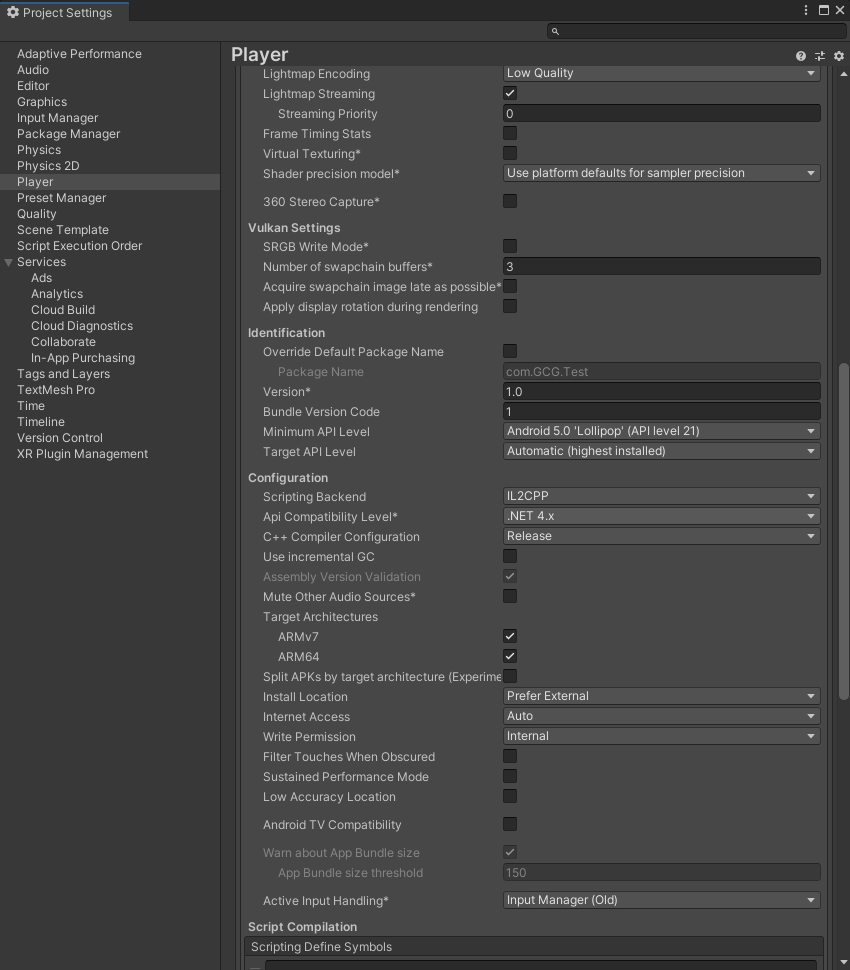 Project Settings
Adaptive Performance
Audio
Editor
Graphics
Input Manager
Package Manager
Physics
Physics 2D
Player
Preset Manager
Quality
Scene Template
Script Execution Order
Services
Ads
Analytics
Cloud Build
Cloud Diagnostics
Collaborate
In-App Purchasing
Tags and Layers
TextMesh Pro
Time
Timeline
Version Control
XR Plugin Management
Player
Lightmap Encoding Low Quality
Lightmap Streaming
Streaming Priority 0
Frame Timing Stats
Virtual Texturing*
Shader precision model* Use platform defaults for sampler precision
360 Stereo Capture*
Vulkan Settings
SRGB Write Mode*
Number of swapchain buffers* 3
Acquire swapchain image late as possible*
Apply display rotation during rendering
Identification
Override Default Package Name
Package Name com.GCG.Test
Version* 1.0
Bundle Version Code 1
Minimum API Level Android 5.0 'Lollipop' (API level 21)
Target API Level Automatic (highest installed)
Configuration
Scripting Backend IL2CPP
Api Compatibility Level* .NET 4.x
C++ Compiler Configuration Release
Use incremental GC
Assembly Version Validation
Mute Other Audio Sources*
Target Architectures
ARMv7
ARM64
Split APKs by target architecture (Experime
Install Location Prefer External
Internet Access Auto
Write Permission Internal
Filter Touches When Obscured
Sustained Performance Mode
Low Accuracy Location
Android TV Compatibility
Warn about App Bundle size
App Bundle size threshold 150
Active Input Handling* Input Manager (Old)
Script Compilation
Scripting Define Symbols